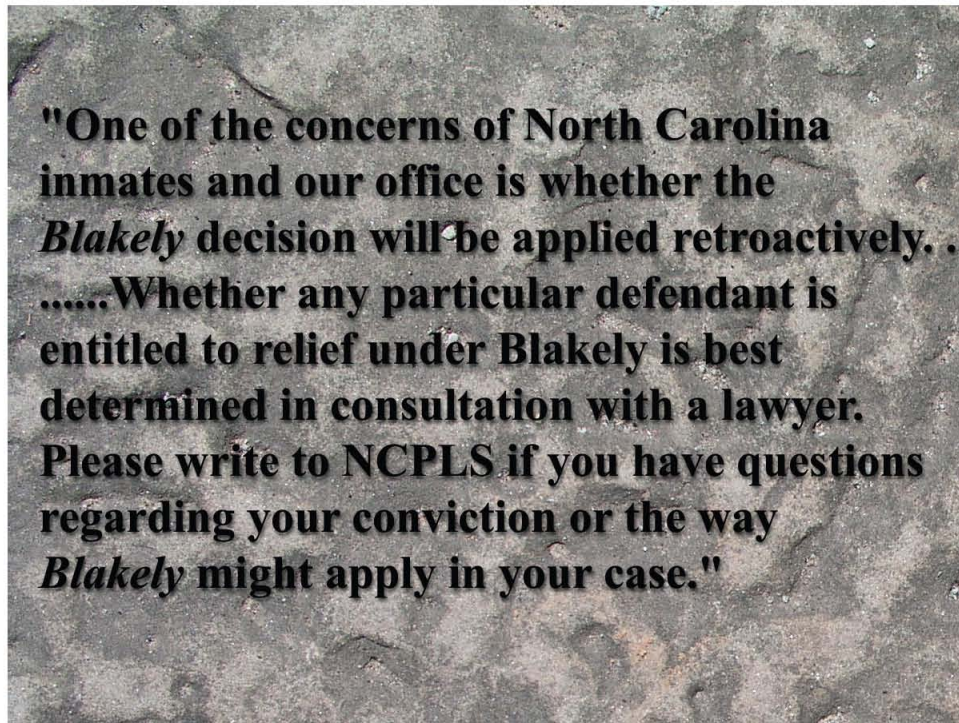 "One of the concerns of North Carolina
inmates and our office is whether the
Blakely decision will be applied retroactively. .
......Whether any particular defendant is
entitled to relief under Blakely is best
determined in consultation with a lawyer.
Please write to NCPLS if you have questions
regarding your conviction or the way
Blakely might apply in your case."